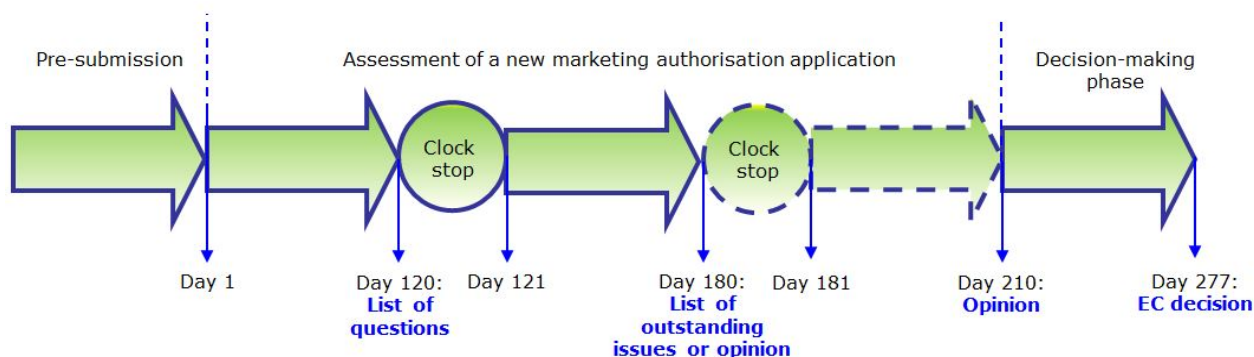 Pre-submission
Assessment of a new marketing authorisation application
Decision-making
phase
Clock
stop
Clock
stop
Day 1
Day 120:
List of
questions
Day 121
Day 180:
List of
outstanding
issues or opinion
Day 181
Day 210:
Opinion
Day 277:
EC decision